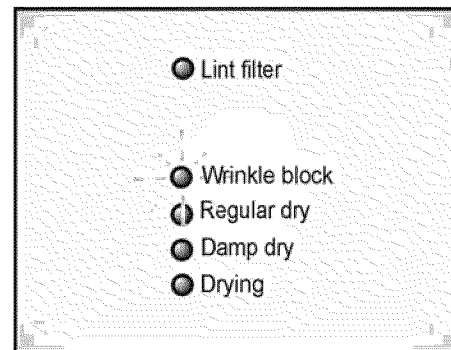 Lint filter
Wrinkle block
Regular dry
Damp dry
Drying